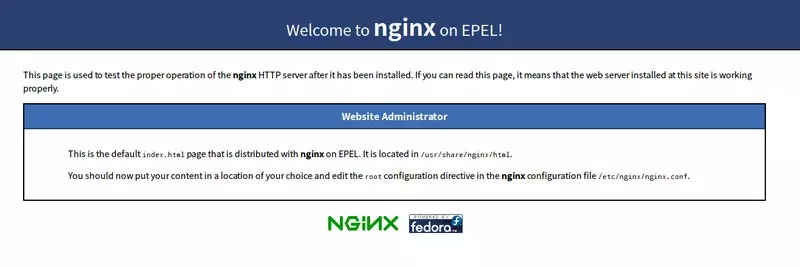 Welcome to nginx on EPEL!
This page is used to test the proper operation of the nginx HTTP server after it has been installed. If you can read this page, it means that the web server installed at this site is working
properly.
Website Administrator
This is the default index.html page that is distributed with nginx on EPEL. It is located in /usr/share/nginx/html.
You should now put your content in a location of your choice and edit the root configuration directive in the nginx configuration file /etc/nginx/nginx.conf.
NGINX
POWERED BY
fedora